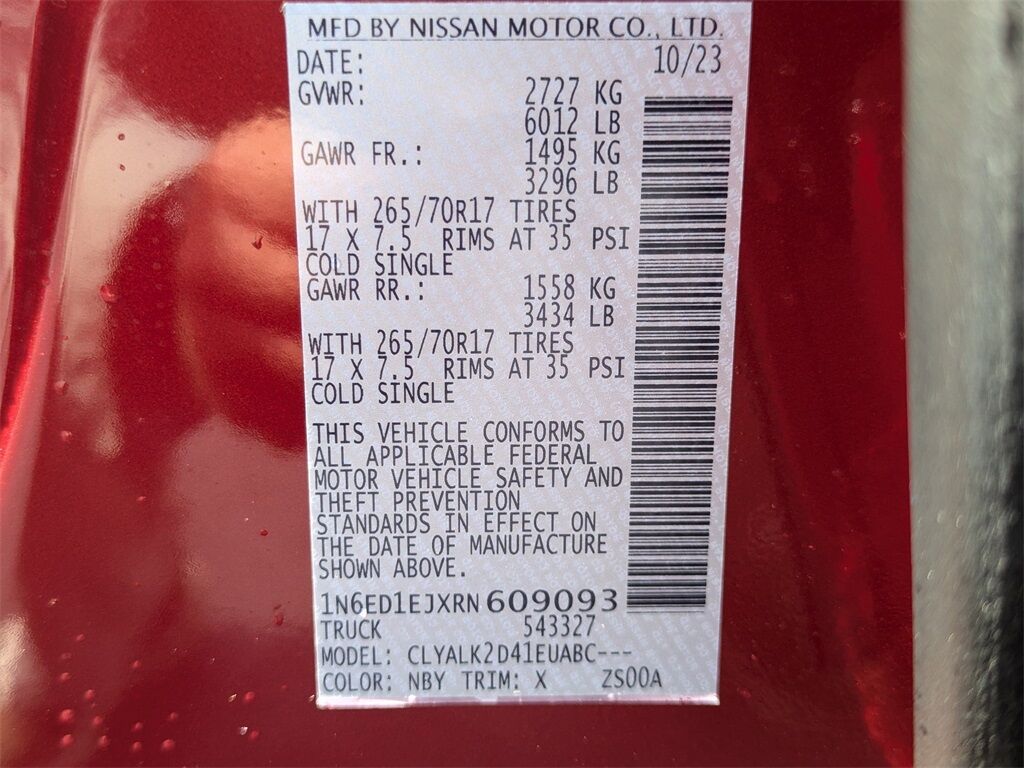 MFD BY NISSAN MOTOR CO., LTD.
DATE: 10/23
GVWR: 2727 KG
6012 LB
GAWR FR.: 1495 KG
3296 LB
WITH 265/70R17 TIRES
17 X 7.5 RIMS AT 35 PSI
COLD SINGLE
GAWR RR.: 1558 KG
3434 LB
WITH 265/70R17 TIRES
17 X 7.5 RIMS AT 35 PSI
COLD SINGLE
THIS VEHICLE CONFORMS TO
ALL APPLICABLE FEDERAL
MOTOR VEHICLE SAFETY AND
THEFT PREVENTION
STANDARDS IN EFFECT ON
THE DATE OF MANUFACTURE
SHOWN ABOVE.
1N6ED1EJXRN609093
TRUCK 543327
MODEL: CLYALK2D41EUABC---
COLOR: NBY TRIM: X ZS00A